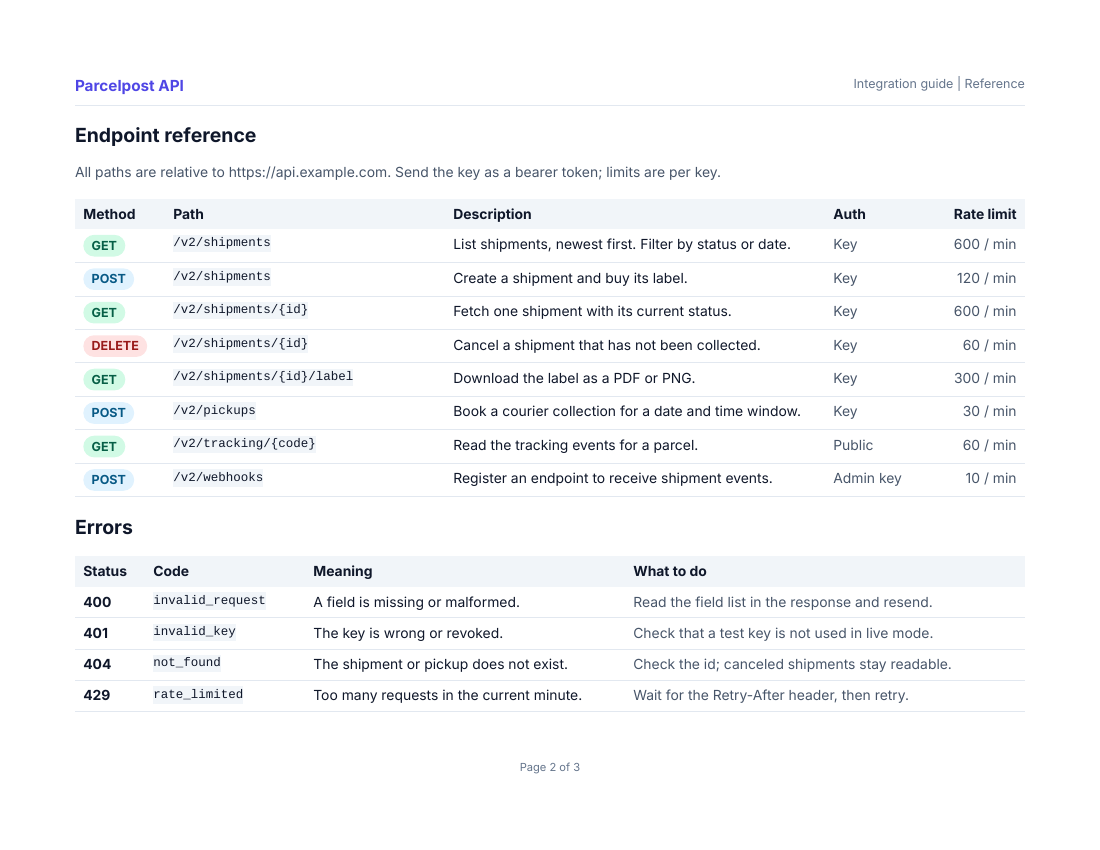 Parcelpost API
Integration guide | Reference
Endpoint reference
All paths are relative to https://api.example.com. Send the key as a bearer token; limits are per key.
Method Path Description Auth Rate limit
GET /v2/shipments List shipments, newest first. Filter by status or date. Key 600 / min
POST /v2/shipments Create a shipment and buy its label. Key 120 / min
GET /v2/shipments/{id} Fetch one shipment with its current status. Key 600 / min
DELETE /v2/shipments/{id} Cancel a shipment that has not been collected. Key 60 / min
GET /v2/shipments/{id}/label Download the label as a PDF or PNG. Key 300 / min
POST /v2/pickups Book a courier collection for a date and time window. Key 30 / min
GET /v2/tracking/{code} Read the tracking events for a parcel. Public 60 / min
POST /v2/webhooks Register an endpoint to receive shipment events. Admin key 10 / min
Errors
Status Code Meaning What to do
400 invalid_request A field is missing or malformed. Read the field list in the response and resend.
401 invalid_key The key is wrong or revoked. Check that a test key is not used in live mode.
404 not_found The shipment or pickup does not exist. Check the id; canceled shipments stay readable.
429 rate_limited Too many requests in the current minute. Wait for the Retry-After header, then retry.
Page 2 of 3